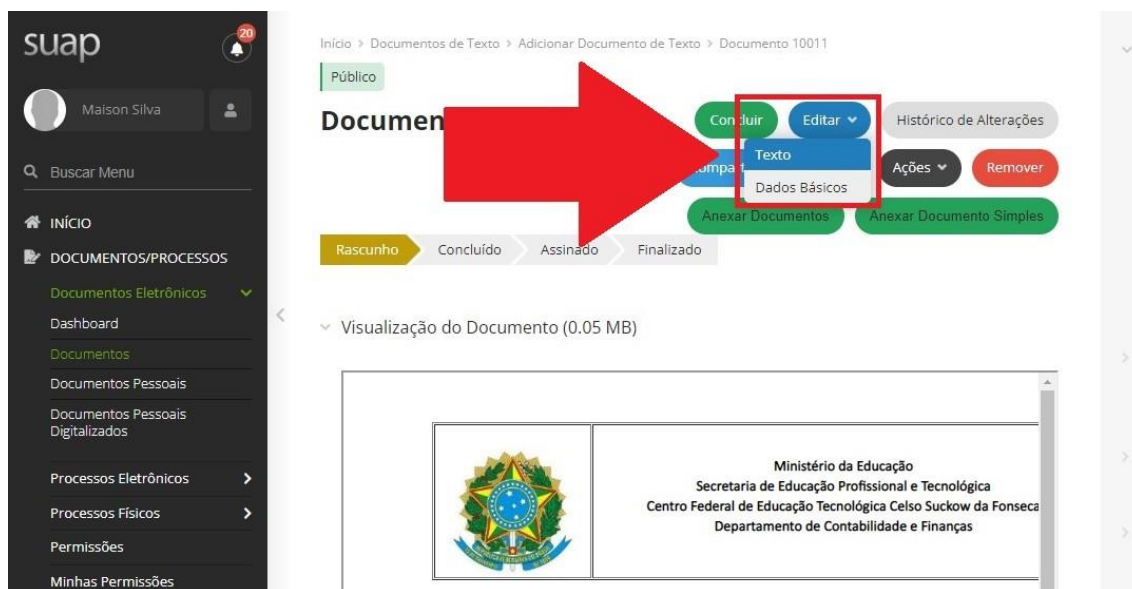 suap
20
Maison Silva
Buscar Menu
INÍCIO
DOCUMENTOS/PROCESSOS
Documentos Eletrônicos
Dashboard
Documentos
Documentos Pessoais
Documentos Pessoais
Digitalizados
Processos Eletrônicos
Processos Físicos
Permissões
Minhas Permissões
Início > Documentos de Texto > Adicionar Documento de Texto > Documento 10011
Público
Documen
Concluir Editar Histórico de Alterações
Texto
Dados Básicos
Ações Remover
Anexar Documentos Anexar Documento Simples
Rascunho Concluído Assinado Finalizado
Visualização do Documento (0.05 MB)
Ministério da Educação
Secretaria de Educação Profissional e Tecnológica
Centro Federal de Educação Tecnológica Celso Suckow da Fonseca
Departamento de Contabilidade e Finanças